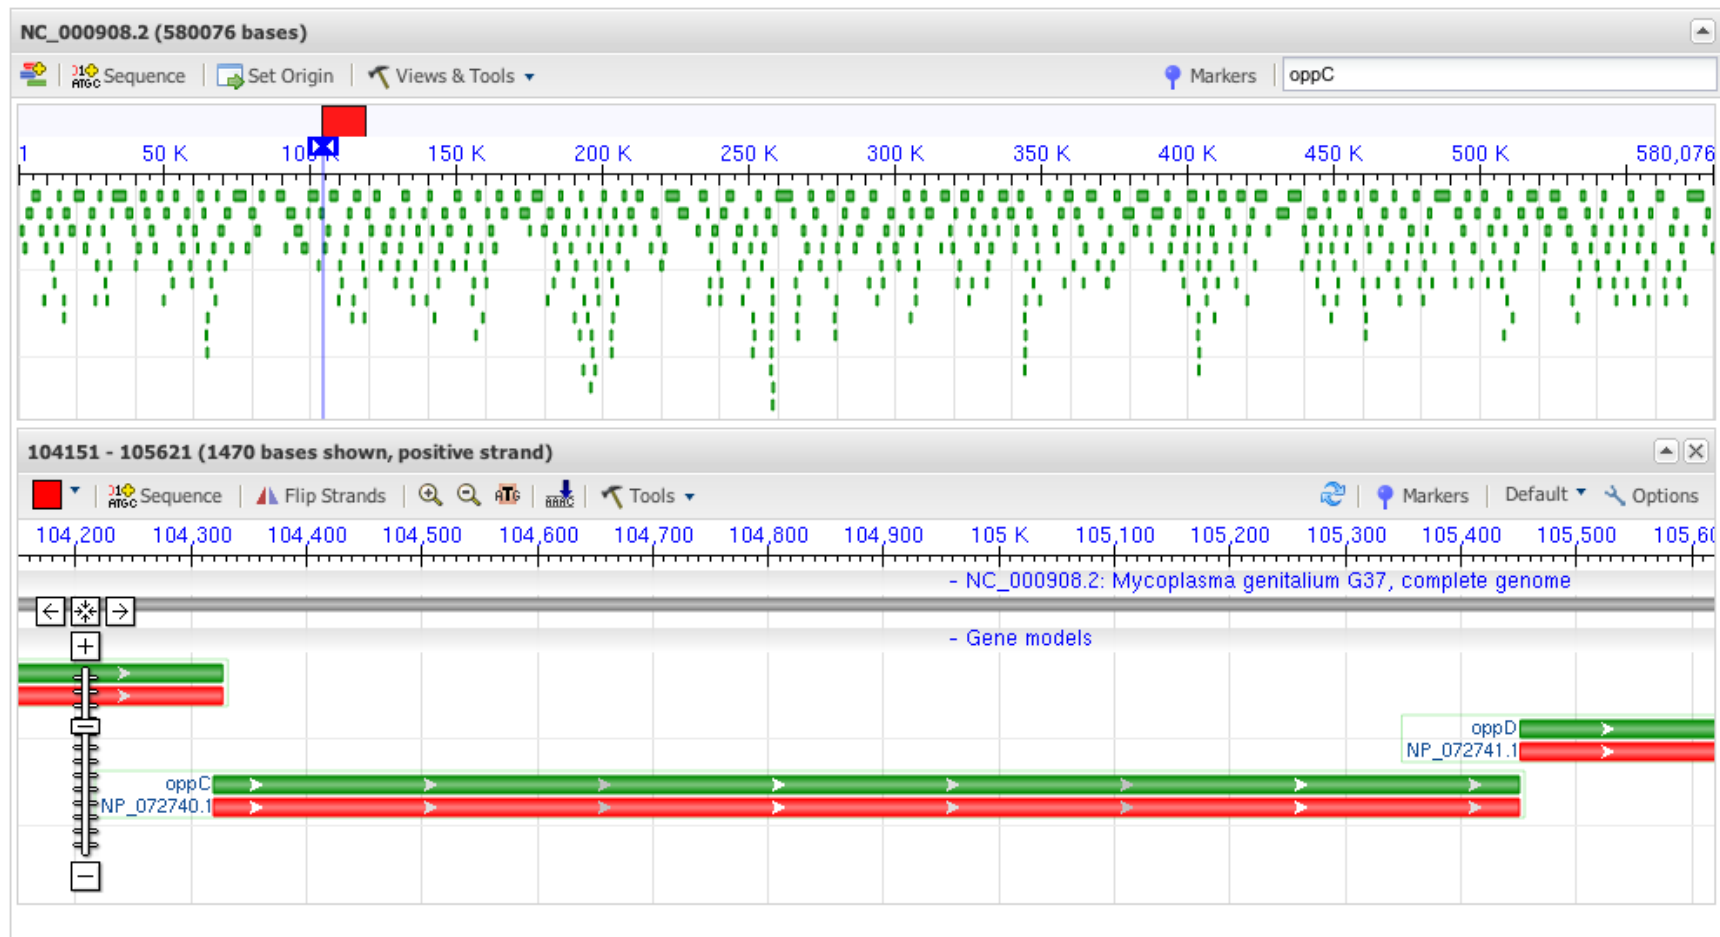 NC_000908.2 (580076 bases)
Sequence Set Origin Views & Tools Markers oppC
1 50 K 100 K 150 K 200 K 250 K 300 K 350 K 400 K 450 K 500 K 580,076
104151 - 105621 (1470 bases shown, positive strand)
Sequence Flip Strands ATG Tools Markers Default Options
104,200 104,300 104,400 104,500 104,600 104,700 104,800 104,900 105 K 105,100 105,200 105,300 105,400 105,500 105,60
- NC_000908.2: Mycoplasma genitalium G37, complete genome
- Gene models
oppD
NP_072741.1
oppC
NP_072740.1